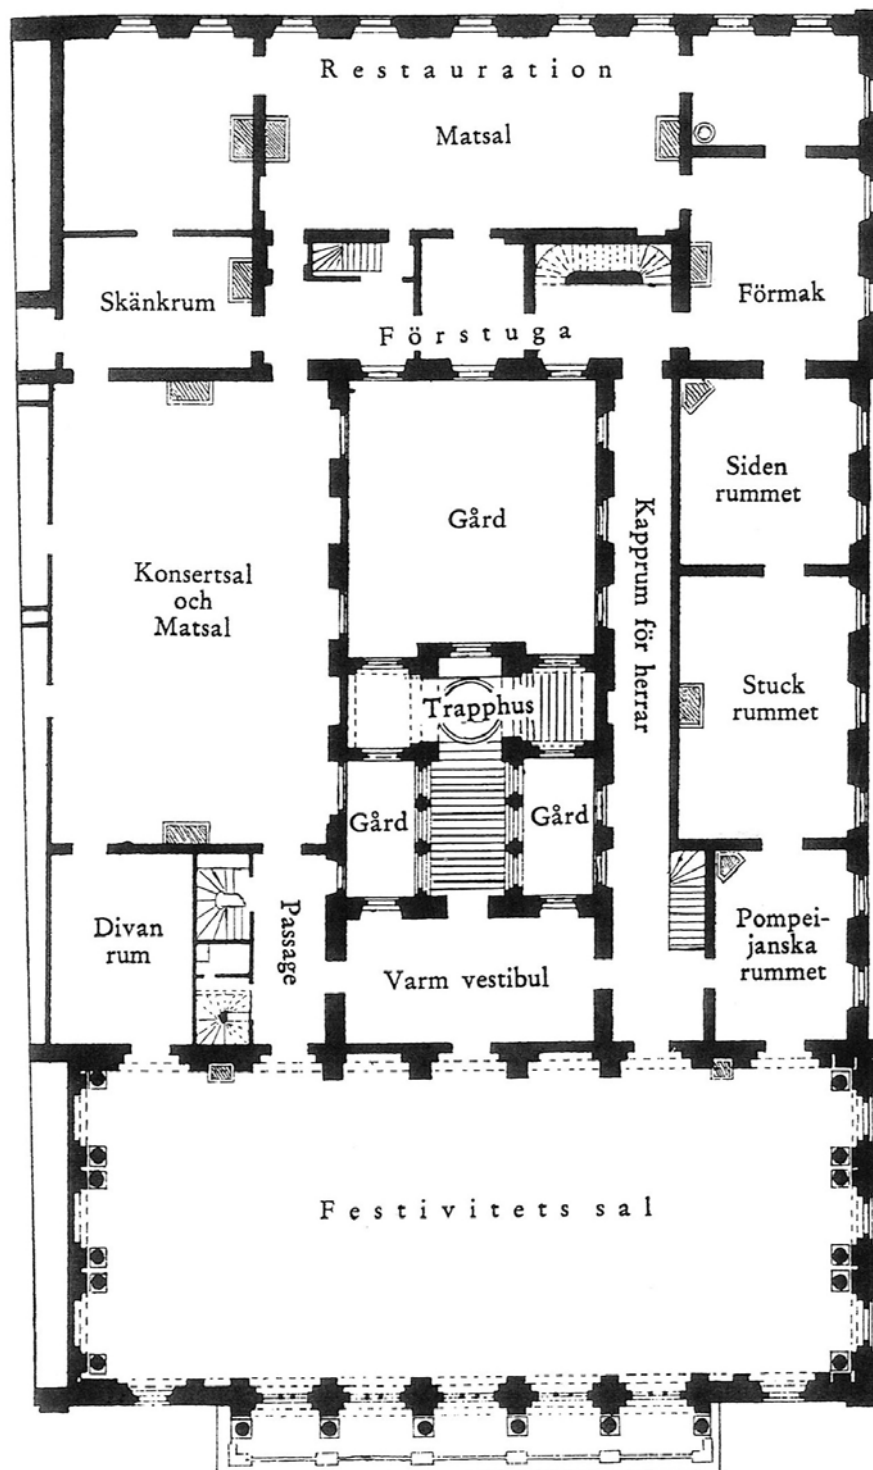 Restauration
Matsal
Skänkrum
Förmak
Förstuga
Siden
rummet
Gård
Kapprum för herrar
Konsertsal
och
Matsal
Stuck
rummet
Trapphus
Gård
Gård
Divan
rum
Passage
Pompei-
janska
rummet
Varm vestibul
Festivitets sal